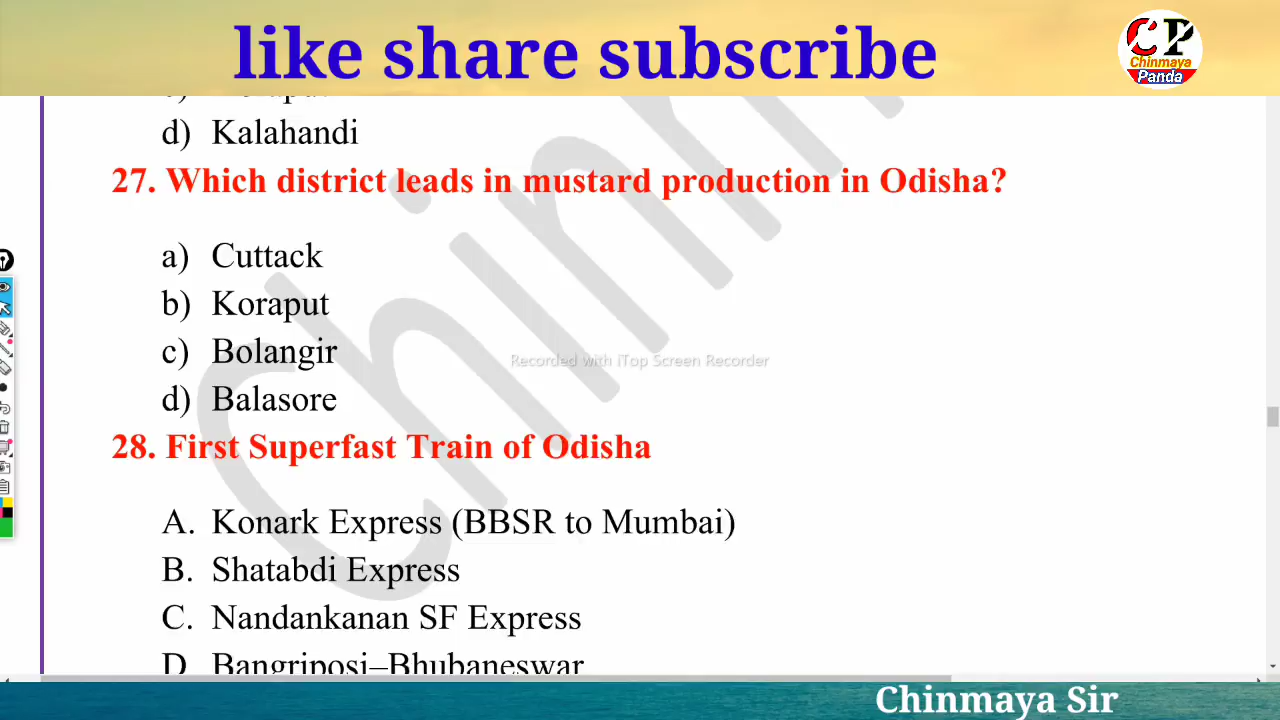 like share subscribe
CP
Chinmaya
Panda
d) Kalahandi
27. Which district leads in mustard production in Odisha?
a) Cuttack
b) Koraput
c) Bolangir
Recorded with iTop Screen Recorder
d) Balasore
28. First Superfast Train of Odisha
A. Konark Express (BBSR to Mumbai)
B. Shatabdi Express
C. Nandankanan SF Express
D. Bangriposi–Bhubaneswar
Chinmaya Sir